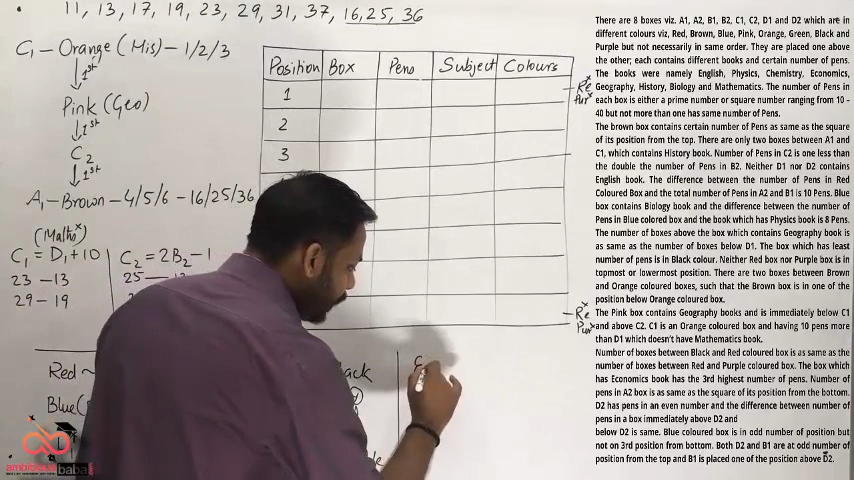 11, 13, 17, 19, 23, 29, 31, 37, 16,25, 36
C1 - Orange (His) - 1/2/3
1st
Pink (Geo)
1st
C2
1st
A1 - Brown - 4/5/6 - 16/25/36
(Maths x)
C1 = D1 + 10
23 - 13
29 - 19
C2 = 2B2 - 1
25
Red ~
Blue(
ack
Position Box Pens Subject Colours
1
2
3
Re x
Pur x
Re x
Pur x
ambitious baba.com
There are 8 boxes viz. A1, A2, B1, B2, C1, C2, D1 and D2 which are in
different colours viz, Red, Brown, Blue, Pink, Orange, Green, Black and
Purple but not necessarily in same order. They are placed one above
the other; each contains different books and certain number of pens.
The books were namely English, Physics, Chemistry, Economics,
Geography, History, Biology and Mathematics. The number of Pens in
each box is either a prime number or square number ranging from 10 –
40 but not more than one has same number of Pens.
The brown box contains certain number of Pens as same as the square
of its position from the top. There are only two boxes between A1 and
C1, which contains History book. Number of Pens in C2 is one less than
the double the number of Pens in B2. Neither D1 nor D2 contains
English book. The difference between the number of Pens in Red
Coloured Box and the total number of Pens in A2 and B1 is 10 Pens. Blue
box contains Biology book and the difference between the number of
Pens in Blue colored box and the book which has Physics book is 8 Pens.
The number of boxes above the which contains Geography book is
as same as the number of boxes below D1. The box which has least
number of pens is in Black colour. Neither Red box nor Purple box is in
topmost or lowermost position. There are two boxes between Brown
and Orange coloured boxes, such that the Brown box is in one of the
position below Orange coloured box.
The Pink box contains Geography books and is immediately below C1
and above C2. C1 is an Orange coloured box and having 10 pens more
than D1 which doesn't have Mathematics book.
Number of boxes between Black and Red coloured box is as same as the
number of boxes between Red and Purple coloured box. The box which
has Economics book has the 3rd highest number of pens. Number of
pens in A2 box is as same as the square of its position from the bottom.
D2 has pens in an even number and the difference between number of
pens in a box immediately above D2 and
below D2 is same. Blue coloured box is in odd number of position but
not on 3rd position from bottom. Both D2 and B1 are at odd number of
position from the top and B1 is placed one of the position above D2.